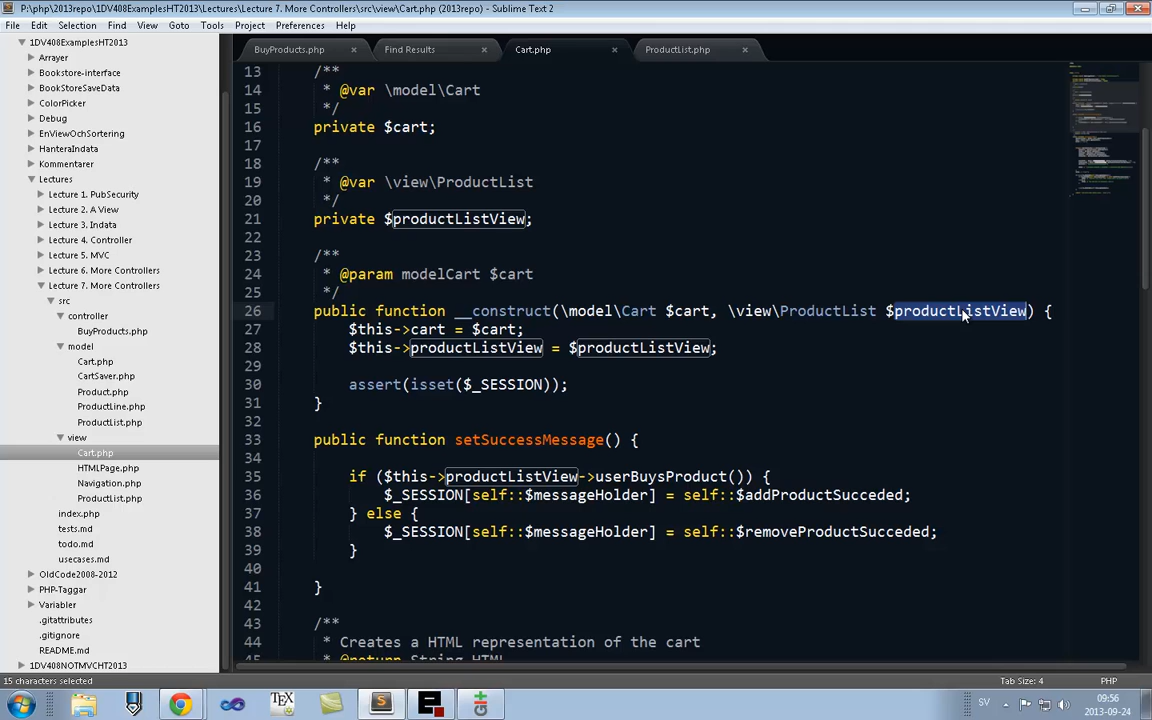 P:\php\2013repo\1DV408ExamplesHT2013\Lectures\Lecture 7. More Controllers\src\view\Cart.php (2013repo) - Sublime Text 2
File Edit Selection Find View Goto Tools Project Preferences Help
1DV408ExamplesHT2013
Arrayer
Bookstore-interface
BookStoreSaveData
ColorPicker
Debug
EnViewOchSortering
HanteraIndata
Kommentarer
Lectures
Lecture 1. PubSecurity
Lecture 2. A View
Lecture 3. Indata
Lecture 4. Controller
Lecture 5. MVC
Lecture 6. More Controllers
Lecture 7. More Controllers
src
controller
BuyProducts.php
model
Cart.php
CartSaver.php
Product.php
ProductLine.php
ProductList.php
view
Cart.php
HTMLPage.php
Navigation.php
ProductList.php
index.php
tests.md
todo.md
usecases.md
OldCode2008-2012
PHP-Taggar
Variabler
.gitattributes
.gitignore
README.md
1DV408NOTMVCHT2013
BuyProducts.php Find Results Cart.php ProductList.php
13 /**
14 * @var \model\Cart
15 */
16 private $cart;
17
18 /**
19 * @var \view\ProductList
20 */
21 private $productListView;
22
23 /**
24 * @param modelCart $cart
25 */
26 public function __construct(\model\Cart $cart, \view\ProductList $productListView) {
27 $this->cart = $cart;
28 $this->productListView = $productListView;
29
30 assert(isset($_SESSION));
31 }
32
33 public function setSuccessMessage() {
34
35 if ($this->productListView->userBuysProduct()) {
36 $_SESSION[self::$messageHolder] = self::$addProductSucceded;
37 } else {
38 $_SESSION[self::$messageHolder] = self::$removeProductSucceded;
39 }
40
41 }
42
43 /**
44 * Creates a HTML representation of the cart
45 * @return String HTML
15 characters selected Tab Size: 4 PHP
SV 09:56
2013-09-24